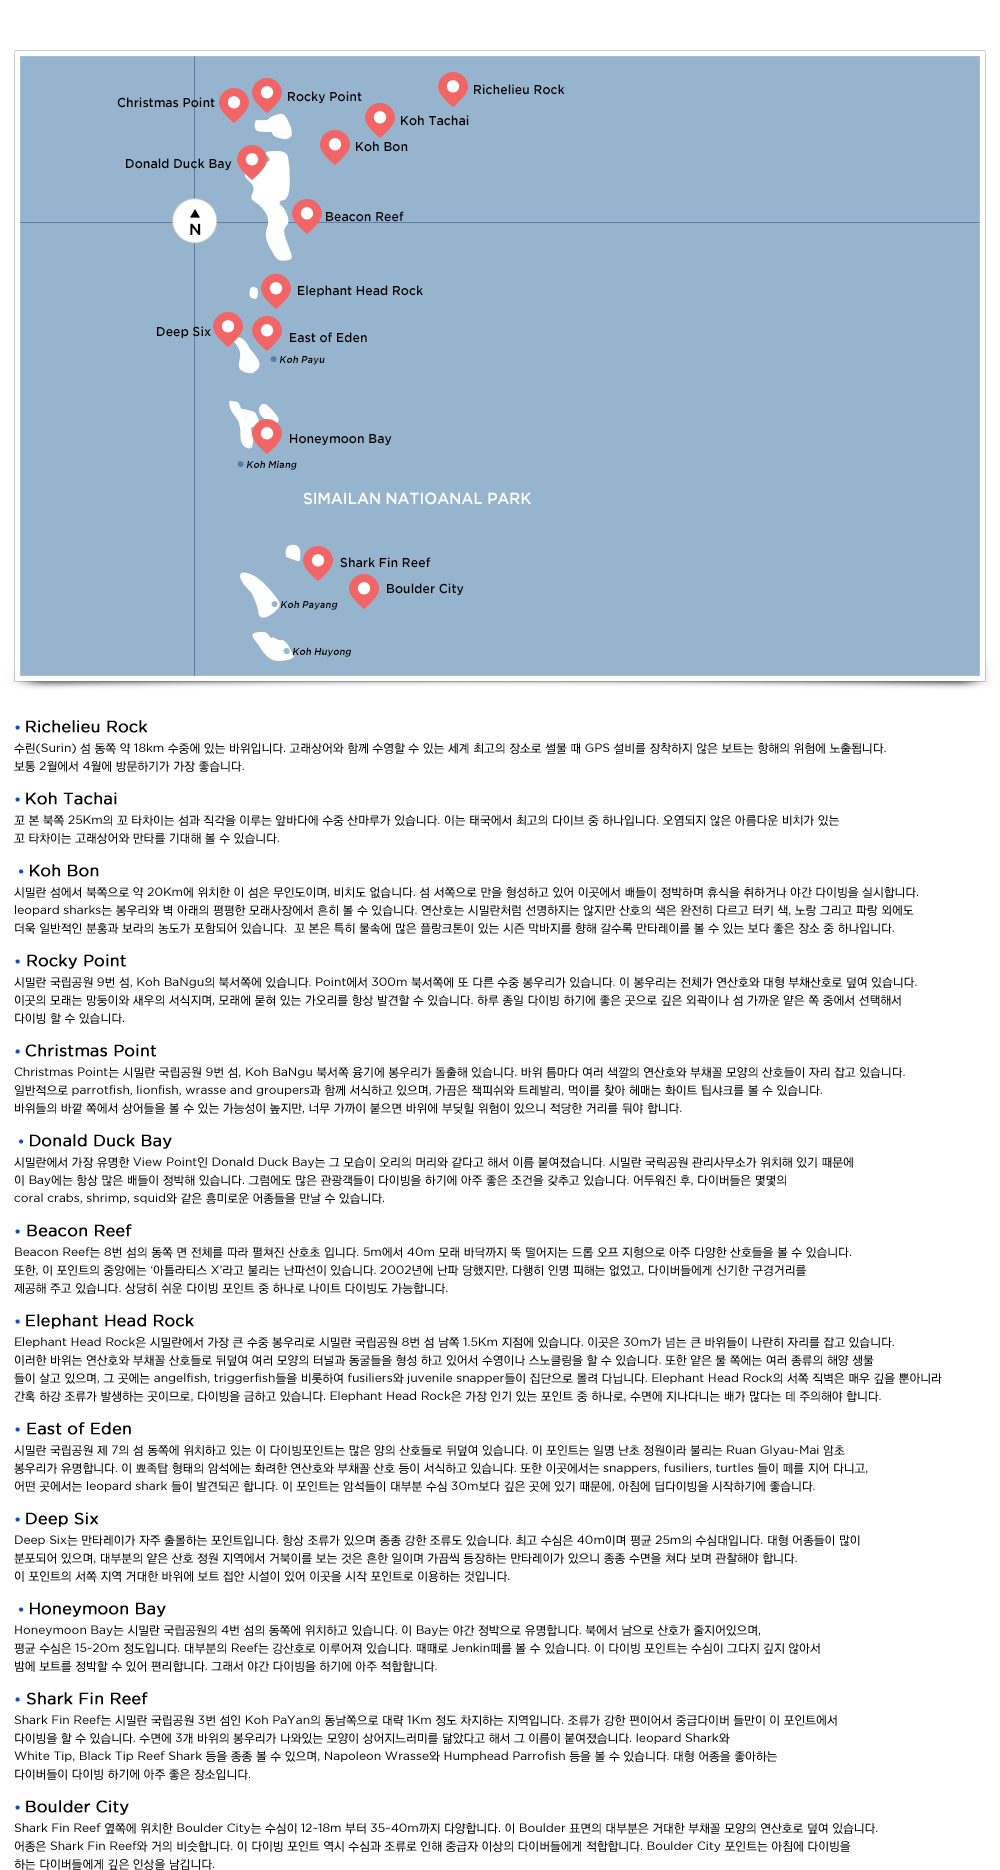 Richelieu Rock
Christmas Point
Rocky Point
Koh Tachai
Koh Bon
Donald Duck Bay
Beacon Reef
N
Elephant Head Rock
Deep Six
East of Eden
Koh Payu
Honeymoon Bay
Koh Miang
SIMAILAN NATIOANAL PARK
Shark Fin Reef
Boulder City
Koh Payang
Koh Huyong
• Richelieu Rock
수린(Surin) 섬 동쪽 약 18km 수중에 있는 바위입니다. 고래상어와 함께 수영할 수 있는 세계 최고의 장소로 썰물 때 GPS 설비를 장착하지 않은 보트는 항해의 위험에 노출됩니다.
보통 2월에서 4월에 방문하기가 가장 좋습니다.
• Koh Tachai
꼬 본 북쪽 25Km의 꼬 타차이는 섬과 직각을 이루는 앞바다에 수중 산마루가 있습니다. 이는 태국에서 최고의 다이브 중 하나입니다. 오염되지 않은 아름다운 비치가 있는
꼬 타차이는 고래상어와 만타를 기대해 볼 수 있습니다.
• Koh Bon
시밀란 섬에서 북쪽으로 약 20Km에 위치한 이 섬은 무인도이며, 비치도 없습니다. 섬 서쪽으로 만을 형성하고 있어 이곳에서 배들이 정박하며 휴식을 취하거나 야간 다이빙을 실시합니다.
leopard sharks는 봉우리와 벽 아래의 평평한 모래사장에서 흔히 볼 수 있습니다. 연산호는 시밀란처럼 선명하지는 않지만 산호의 색은 완전히 다르고 터키 색, 노랑 그리고 파랑 외에도
더욱 일반적인 분홍과 보라의 농도가 포함되어 있습니다. 꼬 본은 특히 물속에 많은 플랑크톤이 있는 시즌 막바지를 향해 갈수록 만타레이를 볼 수 있는 보다 좋은 장소 중 하나입니다.
• Rocky Point
시밀란 국립공원 9번 섬, Koh BaNgu의 북서쪽에 있습니다. Point에서 300m 북서쪽에 또 다른 수중 봉우리가 있습니다. 이 봉우리는 전체가 연산호와 대형 부채산호로 덮여 있습니다.
이곳의 모래는 망둥이와 새우의 서식지며, 모래에 묻혀 있는 가오리를 항상 발견할 수 있습니다. 하루 종일 다이빙 하기에 좋은 곳으로 깊은 외곽이나 섬 가까운 얕은 쪽 중에서 선택해서
다이빙 할 수 있습니다.
• Christmas Point
Christmas Point는 시밀란 국립공원 9번 섬, Koh BaNgu 북서쪽 융기에 봉우리가 돌출해 있습니다. 바위 틈마다 여러 색깔의 연산호와 부채꼴 모양의 산호들이 자리 잡고 있습니다.
일반적으로 parrotfish, lionfish, wrasse and groupers과 함께 서식하고 있으며, 가끔은 잭피쉬와 트레발리, 먹이를 찾아 헤매는 화이트 팁샤크를 볼 수 있습니다.
바위들의 바깥 쪽에서 상어들을 볼 수 있는 가능성이 높지만, 너무 가까이 붙으면 바위에 부딪힐 위험이 있으니 적당한 거리를 둬야 합니다.
• Donald Duck Bay
시밀란에서 가장 유명한 View Point인 Donald Duck Bay는 그 모습이 오리의 머리와 같다고 해서 이름 붙여졌습니다. 시밀란 국릭공원 관리사무소가 위치해 있기 때문에
이 Bay에는 항상 많은 배들이 정박해 있습니다. 그럼에도 많은 관광객들이 다이빙을 하기에 아주 좋은 조건을 갖추고 있습니다. 어두워진 후, 다이버들은 몇몇의
coral crabs, shrimp, squid와 같은 흥미로운 어종들을 만날 수 있습니다.
• Beacon Reef
Beacon Reef는 8번 섬의 동쪽 면 전체를 따라 펼쳐진 산호초 입니다. 5m에서 40m 모래 바닥까지 뚝 떨어지는 드롭 오프 지형으로 아주 다양한 산호들을 볼 수 있습니다.
또한, 이 포인트의 중앙에는 ‘아틀라티스 X’라고 불리는 난파선이 있습니다. 2002년에 난파 당했지만, 다행히 인명 피해는 없었고, 다이버들에게 신기한 구경거리를
제공해 주고 있습니다. 상당히 쉬운 다이빙 포인트 중 하나로 나이트 다이빙도 가능합니다.
• Elephant Head Rock
Elephant Head Rock은 시밀란에서 가장 큰 수중 봉우리로 시밀란 국립공원 8번 섬 남쪽 1.5Km 지점에 있습니다. 이곳은 30m가 넘는 큰 바위들이 나란히 자리를 잡고 있습니다.
이러한 바위는 연산호와 부채꼴 산호들로 뒤덮여 여러 모양의 터널과 동굴들을 형성 하고 있어서 수영이나 스노클링을 할 수 있습니다. 또한 얕은 물 쪽에는 여러 종류의 해양 생물
들이 살고 있으며, 그 곳에는 angelfish, triggerfish들을 비롯하여 fusiliers와 juvenile snapper들이 집단으로 몰려 다닙니다. Elephant Head Rock의 서쪽 직벽은 매우 깊을 뿐아니라
간혹 하강 조류가 발생하는 곳이므로, 다이빙을 금하고 있습니다. Elephant Head Rock은 가장 인기 있는 포인트 중 하나로, 수면에 지나다니는 배가 많다는 데 주의해야 합니다.
• East of Eden
시밀란 국립공원 제 7의 섬 동쪽에 위치하고 있는 이 다이빙포인트는 많은 양의 산호들로 뒤덮여 있습니다. 이 포인트는 일명 난초 정원이라 불리는 Ruan Glyau-Mai 암초
봉우리가 유명합니다. 이 뾰족탑 형태의 암석에는 화려한 연산호와 부채꼴 산호 등이 서식하고 있습니다. 또한 이곳에서는 snappers, fusiliers, turtles 들이 떼를 지어 다니고,
어떤 곳에서는 leopard shark 들이 발견되곤 합니다. 이 포인트는 암석들이 대부분 수심 30m보다 깊은 곳에 있기 때문에, 아침에 딥다이빙을 시작하기에 좋습니다.
• Deep Six
Deep Six는 만타레이가 자주 출몰하는 포인트입니다. 항상 조류가 있으며 종종 강한 조류도 있습니다. 최고 수심은 40m이며 평균 25m의 수심대입니다. 대형 어종들이 많이
분포되어 있으며, 대부분의 얕은 산호 정원 지역에서 거북이를 보는 것은 흔한 일이며 가끔씩 등장하는 만타레이가 있으니 종종 수면을 쳐다 보며 관찰해야 합니다.
이 포인트의 서쪽 지역 거대한 바위에 보트 접안 시설이 있어 이곳을 시작 포인트로 이용하는 것입니다.
• Honeymoon Bay
Honeymoon Bay는 시밀란 국립공원의 4번 섬의 동쪽에 위치하고 있습니다. 이 Bay는 야간 정박으로 유명합니다. 북에서 남으로 산호가 줄지어있으며,
평균 수심은 15~20m 정도입니다. 대부분의 Reef는 강산호로 이루어져 있습니다. 때때로 Jenkin떼를 볼 수 있습니다. 이 다이빙 포인트는 수심이 그다지 깊지 않아서
밤에 보트를 정박할 수 있어 편리합니다. 그래서 야간 다이빙을 하기에 아주 적합합니다.
• Shark Fin Reef
Shark Fin Reef는 시밀란 국립공원 3번 섬인 Koh PaYan의 동남쪽으로 대략 1Km 정도 차지하는 지역입니다. 조류가 강한 편이어서 중급다이버 들만이 이 포인트에서
다이빙을 할 수 있습니다. 수면에 3개 바위의 봉우리가 나와있는 모양이 상어지느러미를 닮았다고 해서 그 이름이 붙여졌습니다. leopard Shark와
White Tip, Black Tip Reef Shark 등을 종종 볼 수 있으며, Napoleon Wrasse와 Humphead Parrofish 등을 볼 수 있습니다. 대형 어종을 좋아하는
다이버들이 다이빙 하기에 아주 좋은 장소입니다.
• Boulder City
Shark Fin Reef 옆쪽에 위치한 Boulder City는 수심이 12~18m 부터 35~40m까지 다양합니다. 이 Boulder 표면의 대부분은 거대한 부채꼴 모양의 연산호로 덮여 있습니다.
어종은 Shark Fin Reef와 거의 비슷합니다. 이 다이빙 포인트 역시 수심과 조류로 인해 중급자 이상의 다이버들에게 적합합니다. Boulder City 포인트는 아침에 다이빙을
하는 다이버들에게 깊은 인상을 남깁니다.